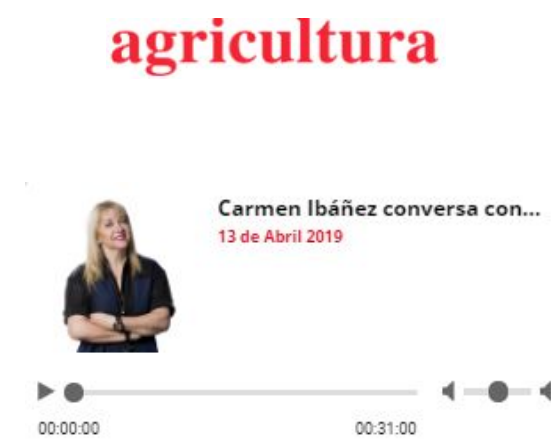 agricultura
Carmen Ibáñez conversa con...
13 de Abril 2019
00:00:00
00:31:00